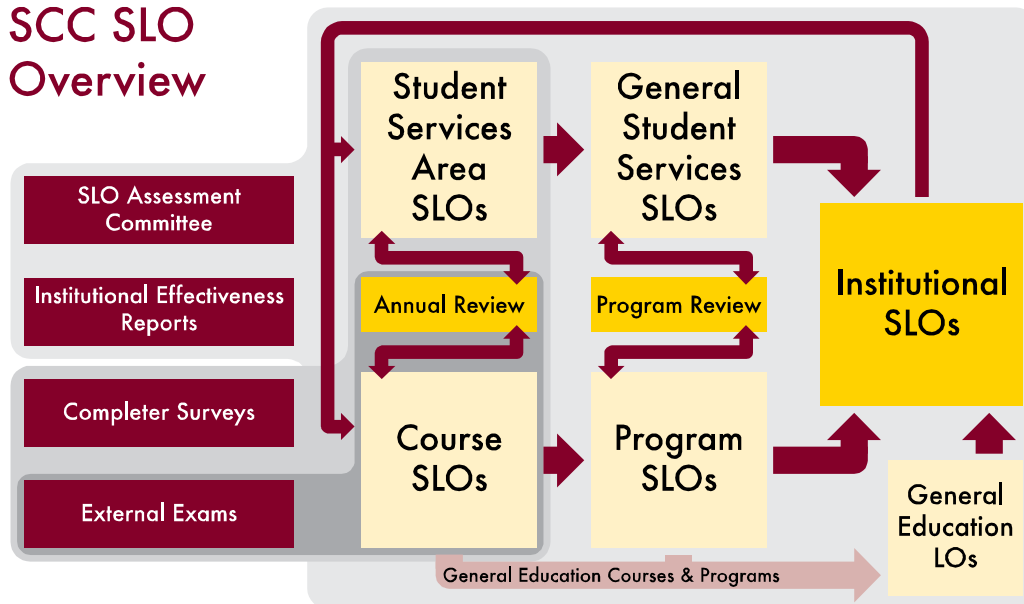 SCC SLO
Overview
SLO Assessment
Committee
Institutional Effectiveness
Reports
Completer Surveys
External Exams
Student
Services
Area
SLOs
Annual Review
Course
SLOs
General
Student
Services
SLOs
Program Review
Program
SLOs
Institutional
SLOs
General
Education
LOs
General Education Courses & Programs